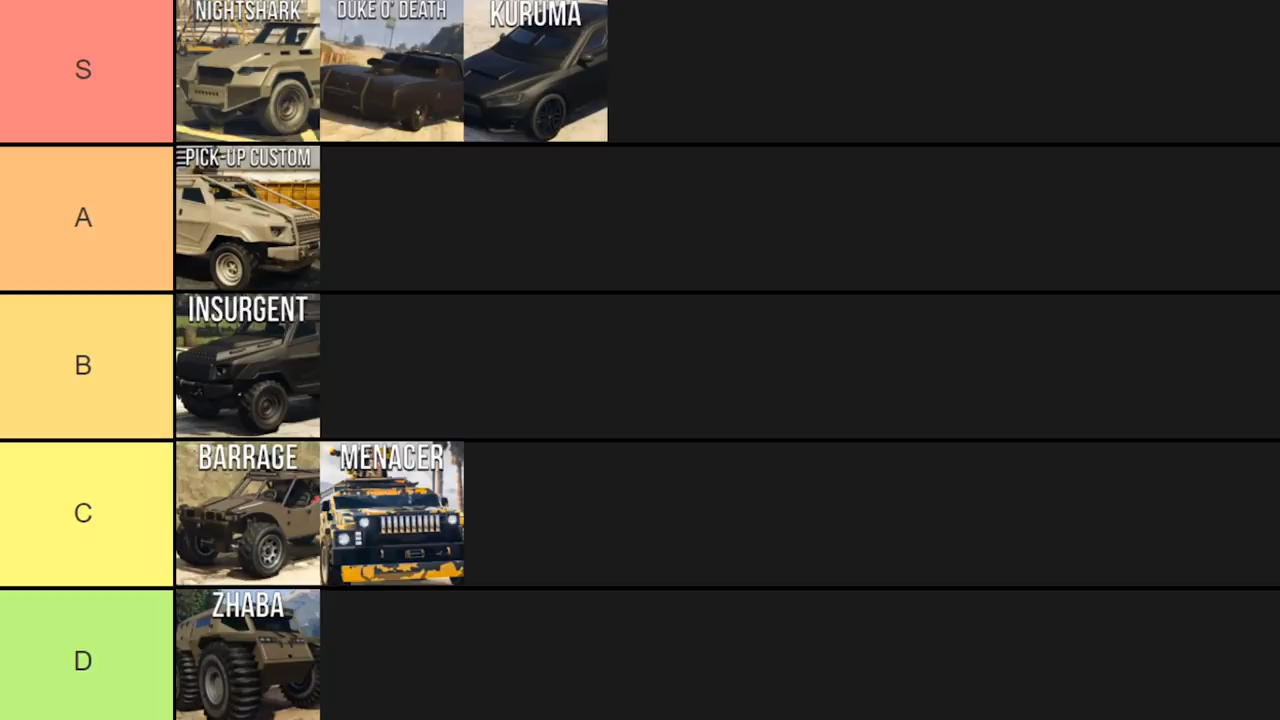 S
NIGHTSHARK
DUKE O' DEATH
KURUMA
A
PICK-UP CUSTOM
B
INSURGENT
C
BARRAGE
MENACER
D
ZHABA